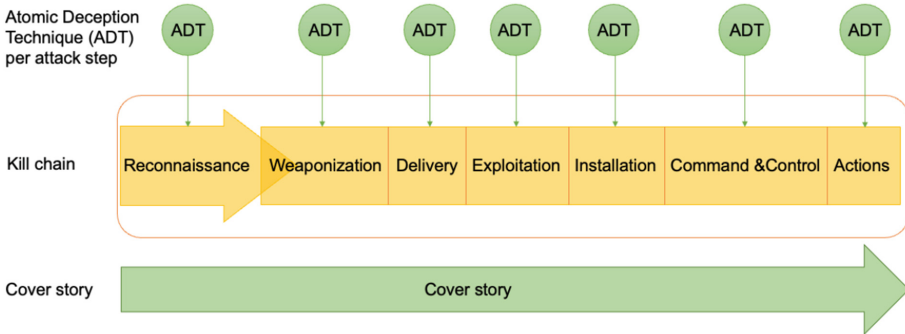 Atomic Deception
Technique (ADT)
per attack step
ADT ADT ADT ADT ADT ADT ADT
Kill chain
Reconnaissance Weaponization Delivery Exploitation Installation Command &Control Actions
Cover story
Cover story